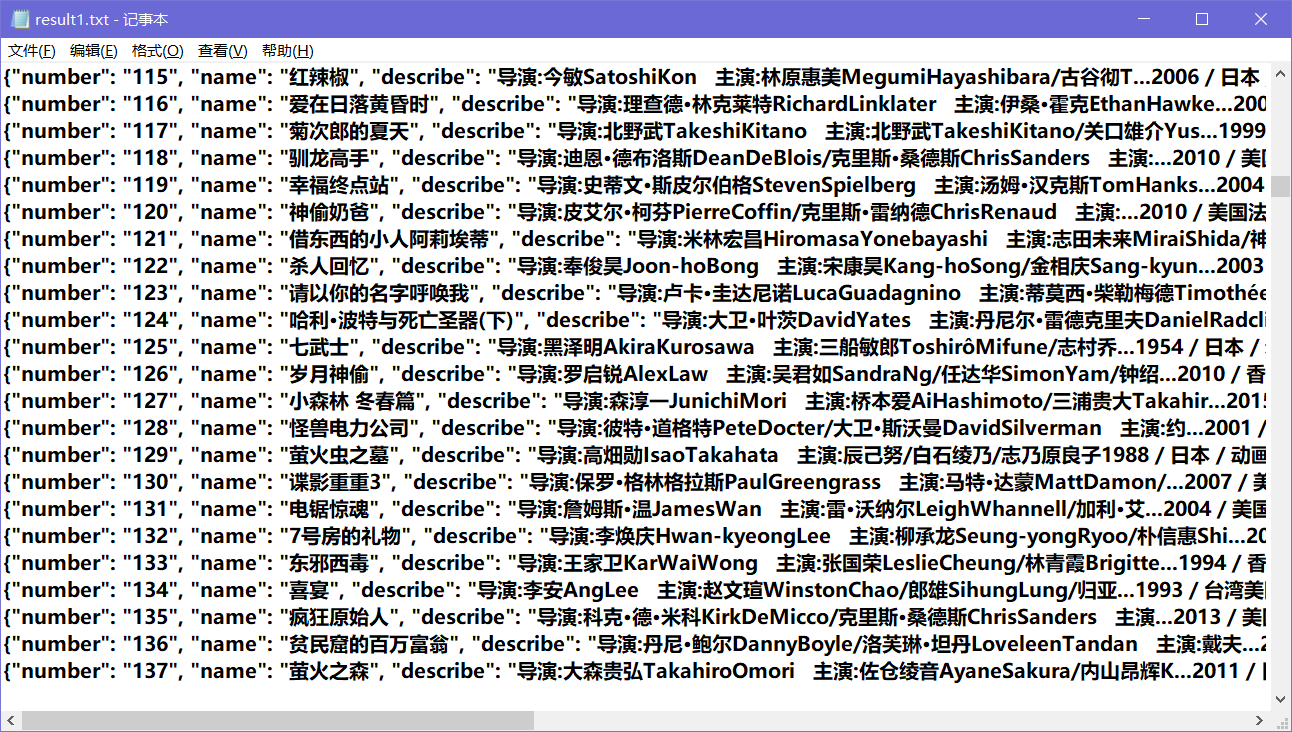 result1.txt - 记事本
文件(F) 编辑(E) 格式(O) 查看(V) 帮助(H)
{"number": "115", "name": "红辣椒", "describe": "导演:今敏SatoshiKon   主演:林原惠美MegumiHayashibara/古谷彻T...2006 / 日本
{"number": "116", "name": "爱在日落黄昏时", "describe": "导演:理查德·林克莱特RichardLinklater   主演:伊桑·霍克EthanHawke...200
{"number": "117", "name": "菊次郎的夏天", "describe": "导演:北野武TakeshiKitano   主演:北野武TakeshiKitano/关口雄介Yus...1999
{"number": "118", "name": "驯龙高手", "describe": "导演:迪恩·德布洛斯DeanDeBlois/克里斯·桑德斯ChrisSanders   主演:...2010 / 美国
{"number": "119", "name": "幸福终点站", "describe": "导演:史蒂文·斯皮尔伯格StevenSpielberg   主演:汤姆·汉克斯TomHanks...2004
{"number": "120", "name": "神偷奶爸", "describe": "导演:皮艾尔·柯芬PierreCoffin/克里斯·雷纳德ChrisRenaud   主演:...2010 / 美国法
{"number": "121", "name": "借东西的小人阿莉埃蒂", "describe": "导演:米林宏昌HiromasaYonebayashi   主演:志田未来MiraiShida/神
{"number": "122", "name": "杀人回忆", "describe": "导演:奉俊昊Joon-hoBong   主演:宋康昊Kang-hoSong/金相庆Sang-kyun...2003
{"number": "123", "name": "请以你的名字呼唤我", "describe": "导演:卢卡·圭达尼诺LucaGuadagnino   主演:蒂莫西·柴勒梅德Timothée
{"number": "124", "name": "哈利·波特与死亡圣器(下)", "describe": "导演:大卫·叶茨DavidYates   主演:丹尼尔·雷德克里夫DanielRadcli
{"number": "125", "name": "七武士", "describe": "导演:黑泽明AkiraKurosawa   主演:三船敏郎ToshirôMifune/志村乔...1954 / 日本 /
{"number": "126", "name": "岁月神偷", "describe": "导演:罗启锐AlexLaw   主演:吴君如SandraNg/任达华SimonYam/钟绍...2010 / 香
{"number": "127", "name": "小森林 冬春篇", "describe": "导演:森淳一JunichiMori   主演:桥本爱AiHashimoto/三浦贵大Takahir...2015
{"number": "128", "name": "怪兽电力公司", "describe": "导演:彼特·道格特PeteDocter/大卫·斯沃曼DavidSilverman   主演:约...2001 /
{"number": "129", "name": "萤火虫之墓", "describe": "导演:高畑勋IsaoTakahata   主演:辰己努/白石绫乃/志乃原良子1988 / 日本 / 动画
{"number": "130", "name": "谍影重重3", "describe": "导演:保罗·格林格拉斯PaulGreengrass   主演:马特·达蒙MattDamon/...2007 / 美
{"number": "131", "name": "电锯惊魂", "describe": "导演:詹姆斯·温JamesWan   主演:雷·沃纳尔LeighWhannell/加利·艾...2004 / 美国
{"number": "132", "name": "7号房的礼物", "describe": "导演:李焕庆Hwan-kyeongLee   主演:柳承龙Seung-yongRyoo/朴信惠Shi...20
{"number": "133", "name": "东邪西毒", "describe": "导演:王家卫KarWaiWong   主演:张国荣LeslieCheung/林青霞Brigitte...1994 / 香
{"number": "134", "name": "喜宴", "describe": "导演:李安AngLee   主演:赵文瑄WinstonChao/郎雄SihungLung/归亚...1993 / 台湾美
{"number": "135", "name": "疯狂原始人", "describe": "导演:科克·德·米科KirkDeMicco/克里斯·桑德斯ChrisSanders   主演...2013 / 美
{"number": "136", "name": "贫民窟的百万富翁", "describe": "导演:丹尼·鲍尔DannyBoyle/洛芙琳·坦丹LoveleenTandan   主演:戴夫...2
{"number": "137", "name": "萤火之森", "describe": "导演:大森贵弘TakahiroOmori   主演:佐仓绫音AyaneSakura/内山昂辉K...2011 /